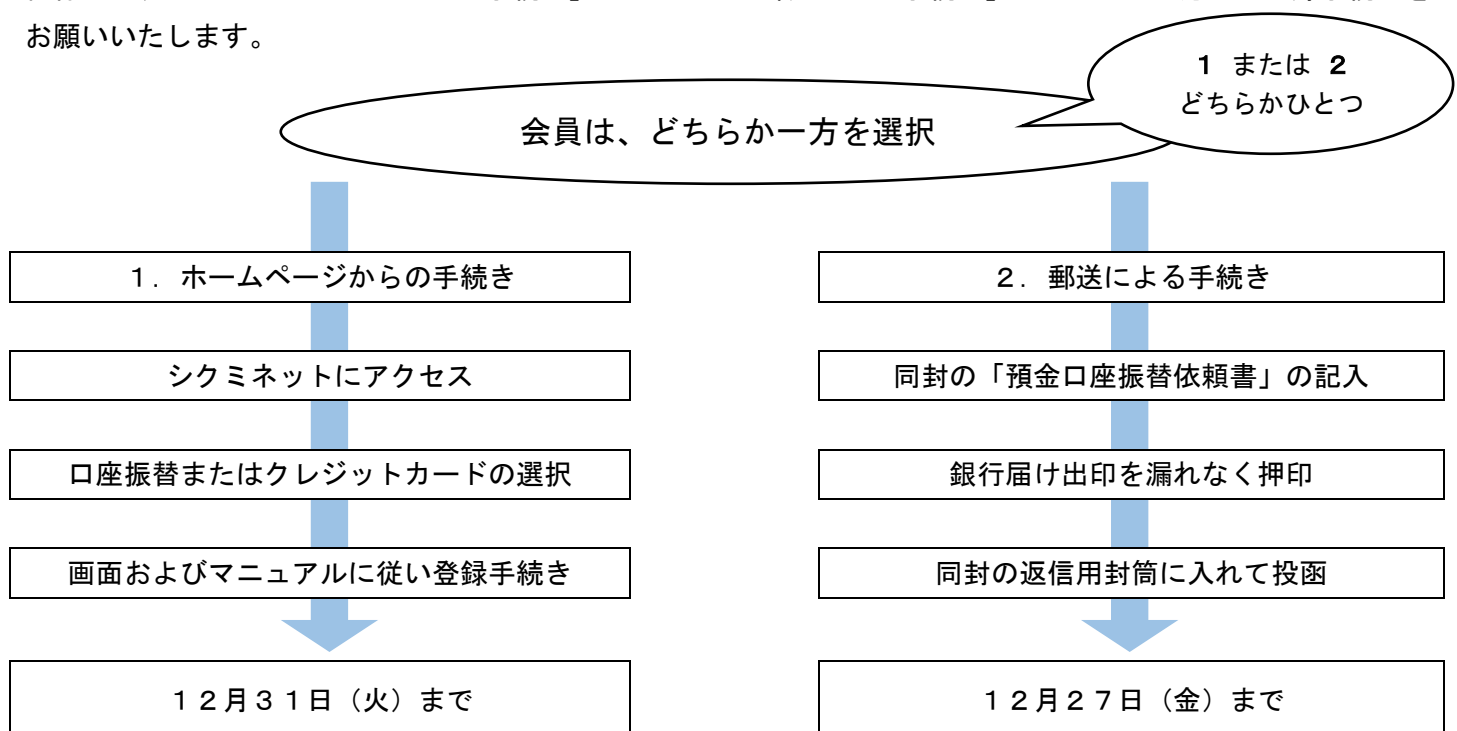 お願いいたします。
1 または 2
どちらかひとつ
会員は、どちらか一方を選択
1．ホームページからの手続き
シクミネットにアクセス
口座振替またはクレジットカードの選択
画面およびマニュアルに従い登録手続き
１２月３１日（火）まで
2．郵送による手続き
同封の「預金口座振替依頼書」の記入
銀行届け出印を漏れなく押印
同封の返信用封筒に入れて投函
１２月２７日（金）まで